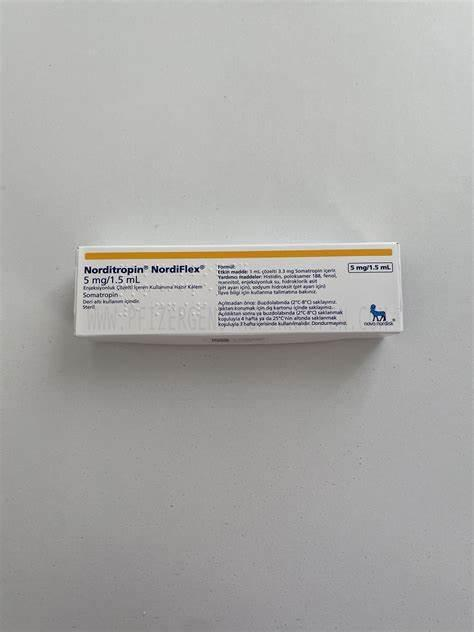 Norditropin® NordiFlex®
5 mg/1.5 mL
Enjeksiyonluk Çözelti İçeren Kullanıma Hazır Kalem
Somatropin
Deri altı kullanım içindir.
Steril
Formül:
Etkin madde: 1 mL çözelti 3.3 mg Somatropin içerir.
Yardımcı maddeler: Histidin, poloksamer 188, fenol,
mannitol, enjeksiyonluk su, hidroklorik asit
(pH ayarı için), sodyum hidroksit (pH ayarı için)
İlave bilgi için kullanma talimatına bakınız.
Açılmadan önce: Buzdolabında (2°C-8°C) saklayınız.
Işıktan korumak için dış kartonu içinde saklayınız.
Açıldıktan sonra ya buzdolabında (2°C-8°C) saklamak
koşuluyla 4 hafta ya da 25°C'nin altında saklamak
koşuluyla 3 hafta içerisinde kullanılmalıdır. Dondurmayınız.
5 mg/1.5 mL
novo nordisk®